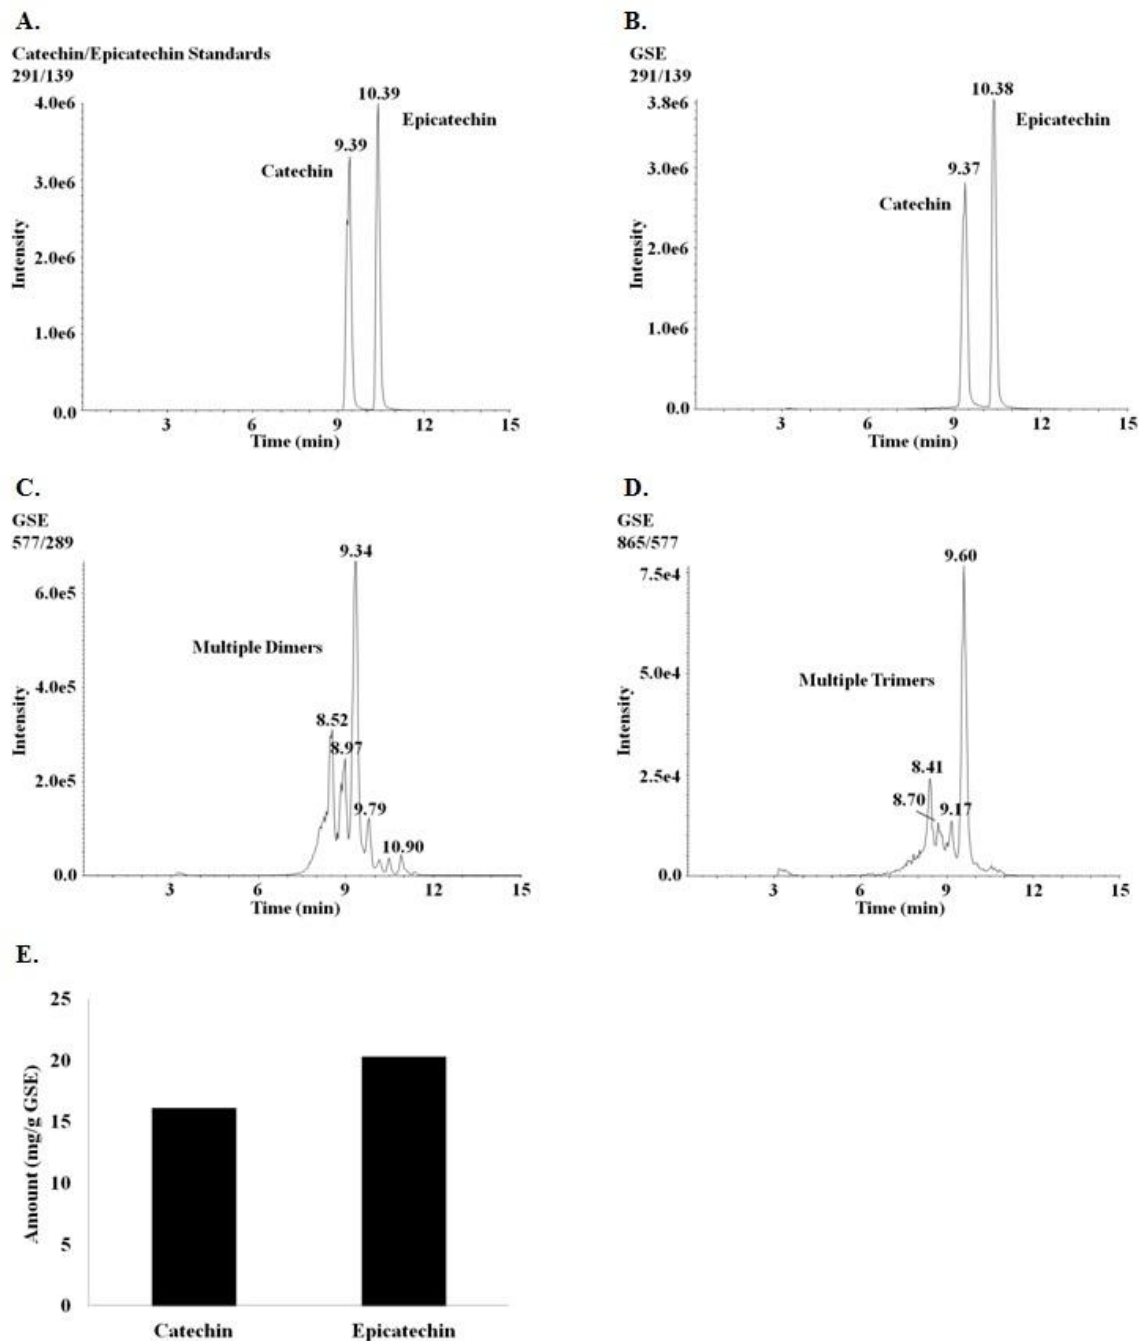 A.
Catechin/Epicatechin Standards
291/139
4.0e6
3.0e6
2.0e6
1.0e6
0.0
Intensity
9.39
10.39
Catechin
Epicatechin
3
6
9
12
15
Time (min)
B.
GSE
291/139
3.8e6
3.0e6
2.0e6
1.0e6
0.0
Intensity
9.37
10.38
Catechin
Epicatechin
3
6
9
12
15
Time (min)
C.
GSE
577/289
6.0e5
4.0e5
2.0e5
0.0
Intensity
9.34
Multiple Dimers
8.52
8.97
9.79
10.90
3
6
9
12
15
Time (min)
D.
GSE
865/577
7.5e4
5.0e4
2.5e4
0.0
Intensity
9.60
Multiple Trimers
8.41
8.70
9.17
3
6
9
12
15
Time (min)
E.
25
20
15
10
5
0
Amount (mg/g GSE)
Catechin
Epicatechin